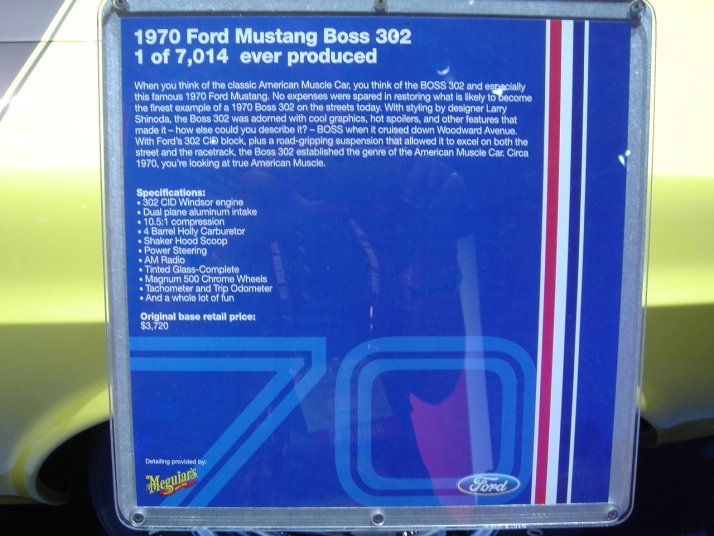 1970 Ford Mustang Boss 302
1 of 7,014 ever produced
When you think of the classic American Muscle Car, you think of the BOSS 302 and especially
this famous 1970 Ford Mustang. No expenses were spared in restoring what is likely to become
the finest example of a 1970 Boss 302 on the streets today. With styling by designer Larry
Shinoda, the Boss 302 was adorned with cool graphics, hot spoilers, and other features that
made it – how else could you describe it? – BOSS when it cruised down Woodward Avenue.
With Ford's 302 CID block, plus a road-gripping suspension that allowed it to excel on both the
street and the racetrack, the Boss 302 established the genre of the American Muscle Car. Circa
1970, you're looking at true American Muscle.
Specifications:
• 302 CID Windsor engine
• Dual plane aluminum intake
• 10.5:1 compression
• 4 Barrel Holly Carburetor
• Shaker Hood Scoop
• Power Steering
• AM Radio
• Tinted Glass-Complete
• Magnum 500 Chrome Wheels
• Tachometer and Trip Odometer
• And a whole lot of fun
Original base retail price:
$3,720
70
Detailing provided by:
Meguiar's
Ford